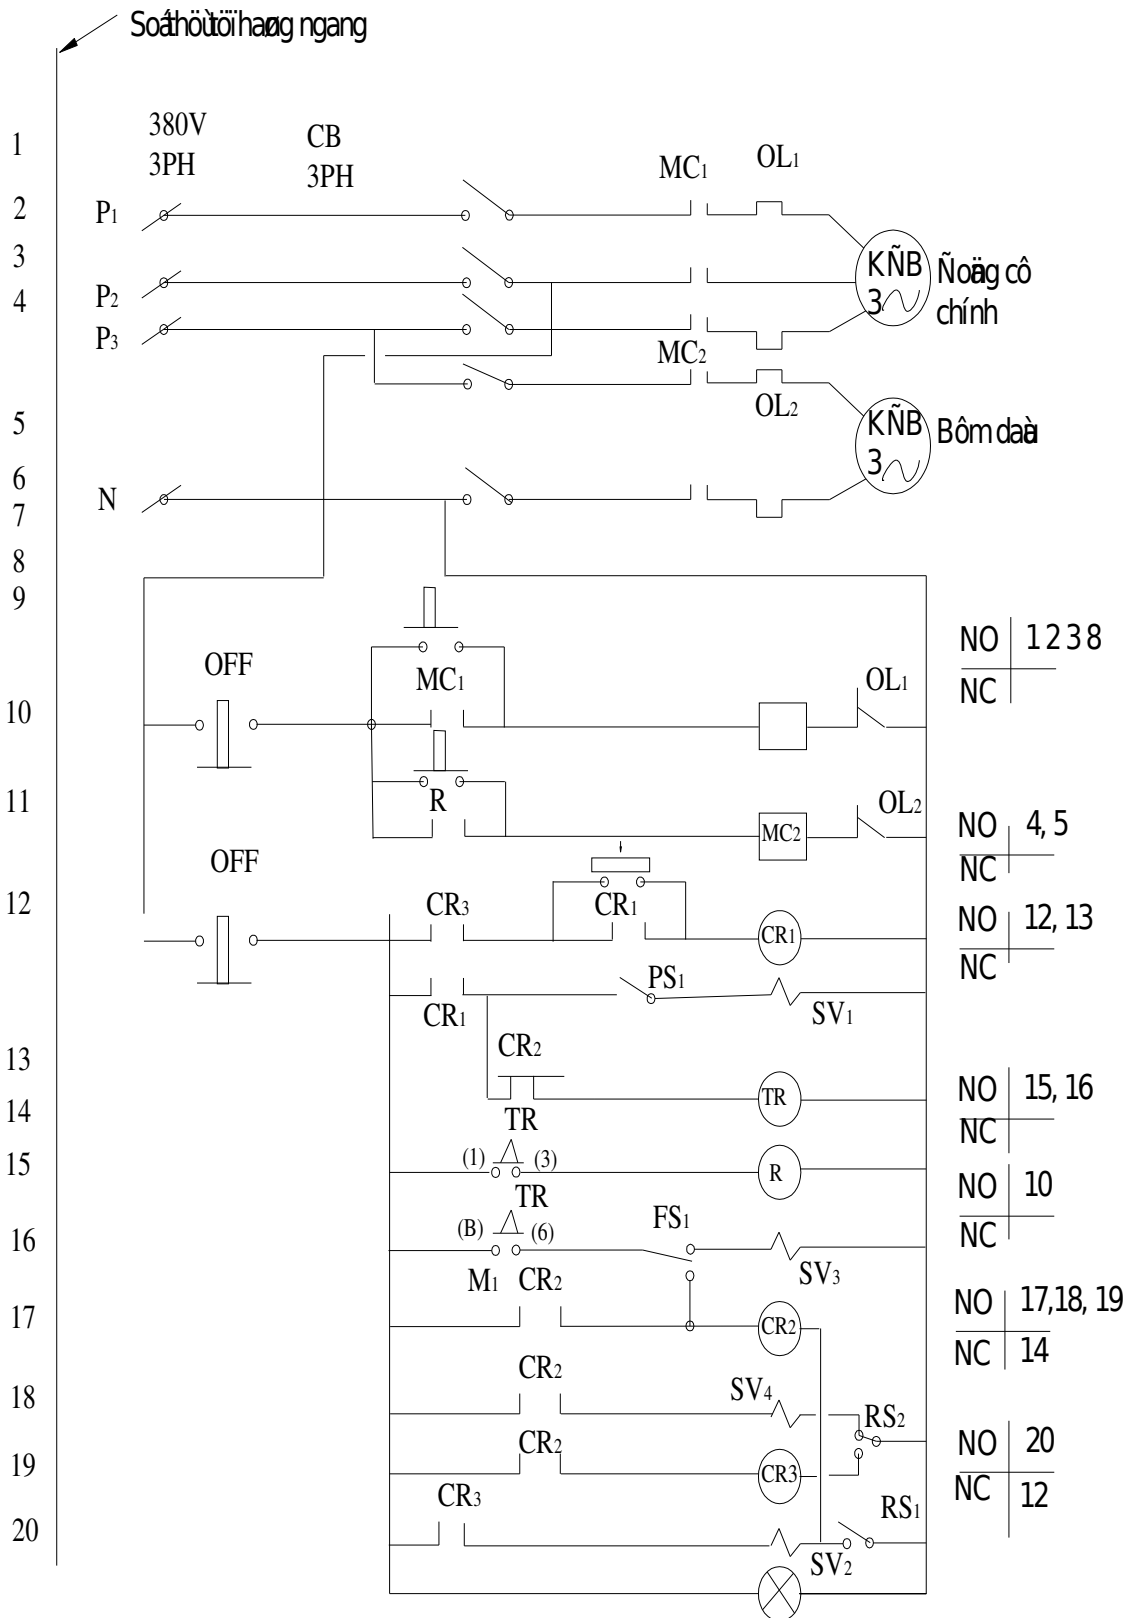 Soáthöùtöï haøng ngang
1
380V
3PH
CB
3PH
MC1
OL1
2
P1
3
KÑB
3
Ñoäng cô
chính
4
P2
P3
MC2
OL2
5
KÑB
3
Bôm daàu
6
N
7
8
9
NO 1 2 3 8
NC
OFF
MC1
OL1
10
R
11
MC2
OL2
NO 4, 5
NC
OFF
12
CR3
CR1
CR1
NO 12, 13
NC
CR1
PS1
SV1
13
CR2
14
TR
NO 15, 16
NC
TR
15
(1) (3)
R
NO 10
NC
TR
16
(B) (6)
FS1
SV3
M1
CR2
17
CR2
NO 17,18, 19
NC 14
18
CR2
SV4
RS2
19
CR2
CR3
NO 20
NC 12
CR3
RS1
20
SV2